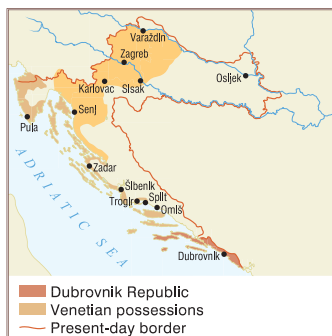 Varaždin
Zagreb
Osijek
Karlovac
Sisak
Senj
Pula
Zadar
Šibenik
Trogir
Split
Omiš
Dubrovnik
ADRIATIC SEA
Dubrovnik Republic
Venetian possessions
Present-day border